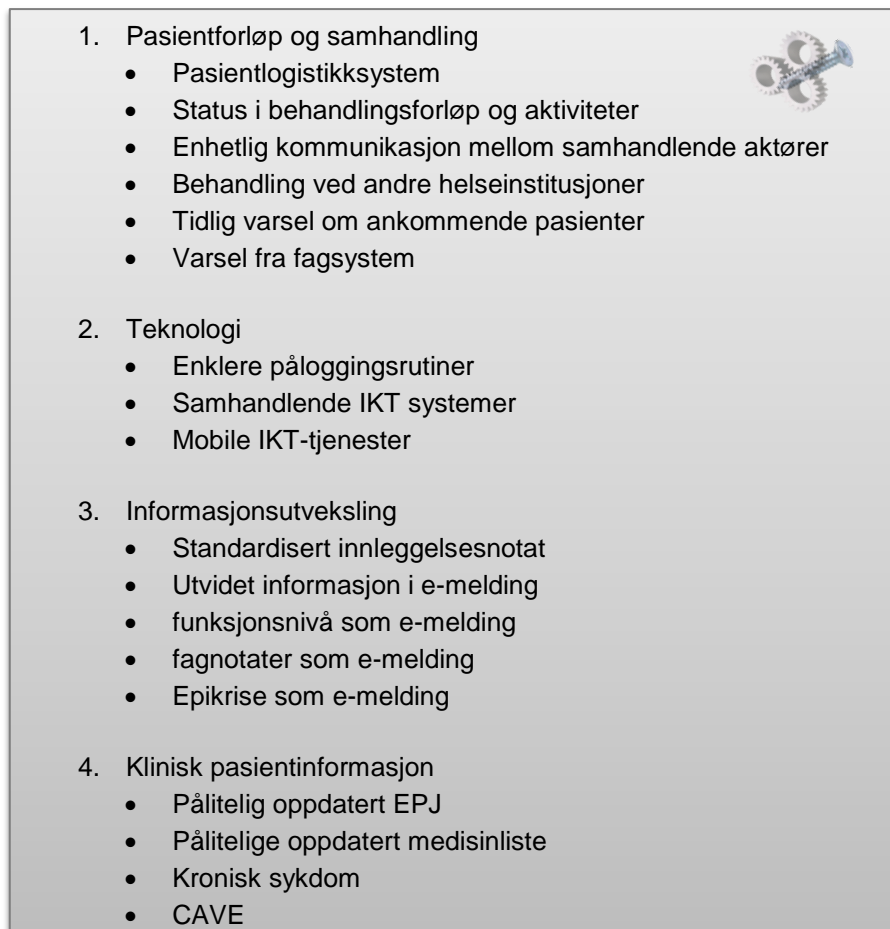 1. Pasientforløp og samhandling
• Pasientlogistikksystem
• Status i behandlingsforløp og aktiviteter
• Enhetlig kommunikasjon mellom samhandlende aktører
• Behandling ved andre helseinstitusjoner
• Tidlig varsel om ankommende pasienter
• Varsel fra fagsystem
2. Teknologi
• Enklere påloggingsrutiner
• Samhandlende IKT systemer
• Mobile IKT-tjenester
3. Informasjonsutveksling
• Standardisert innleggelsesnotat
• Utvidet informasjon i e-melding
• funksjonsnivå som e-melding
• fagnotater som e-melding
• Epikrise som e-melding
4. Klinisk pasientinformasjon
• Pålitelig oppdatert EPJ
• Pålitelige oppdatert medisinliste
• Kronisk sykdom
• CAVE